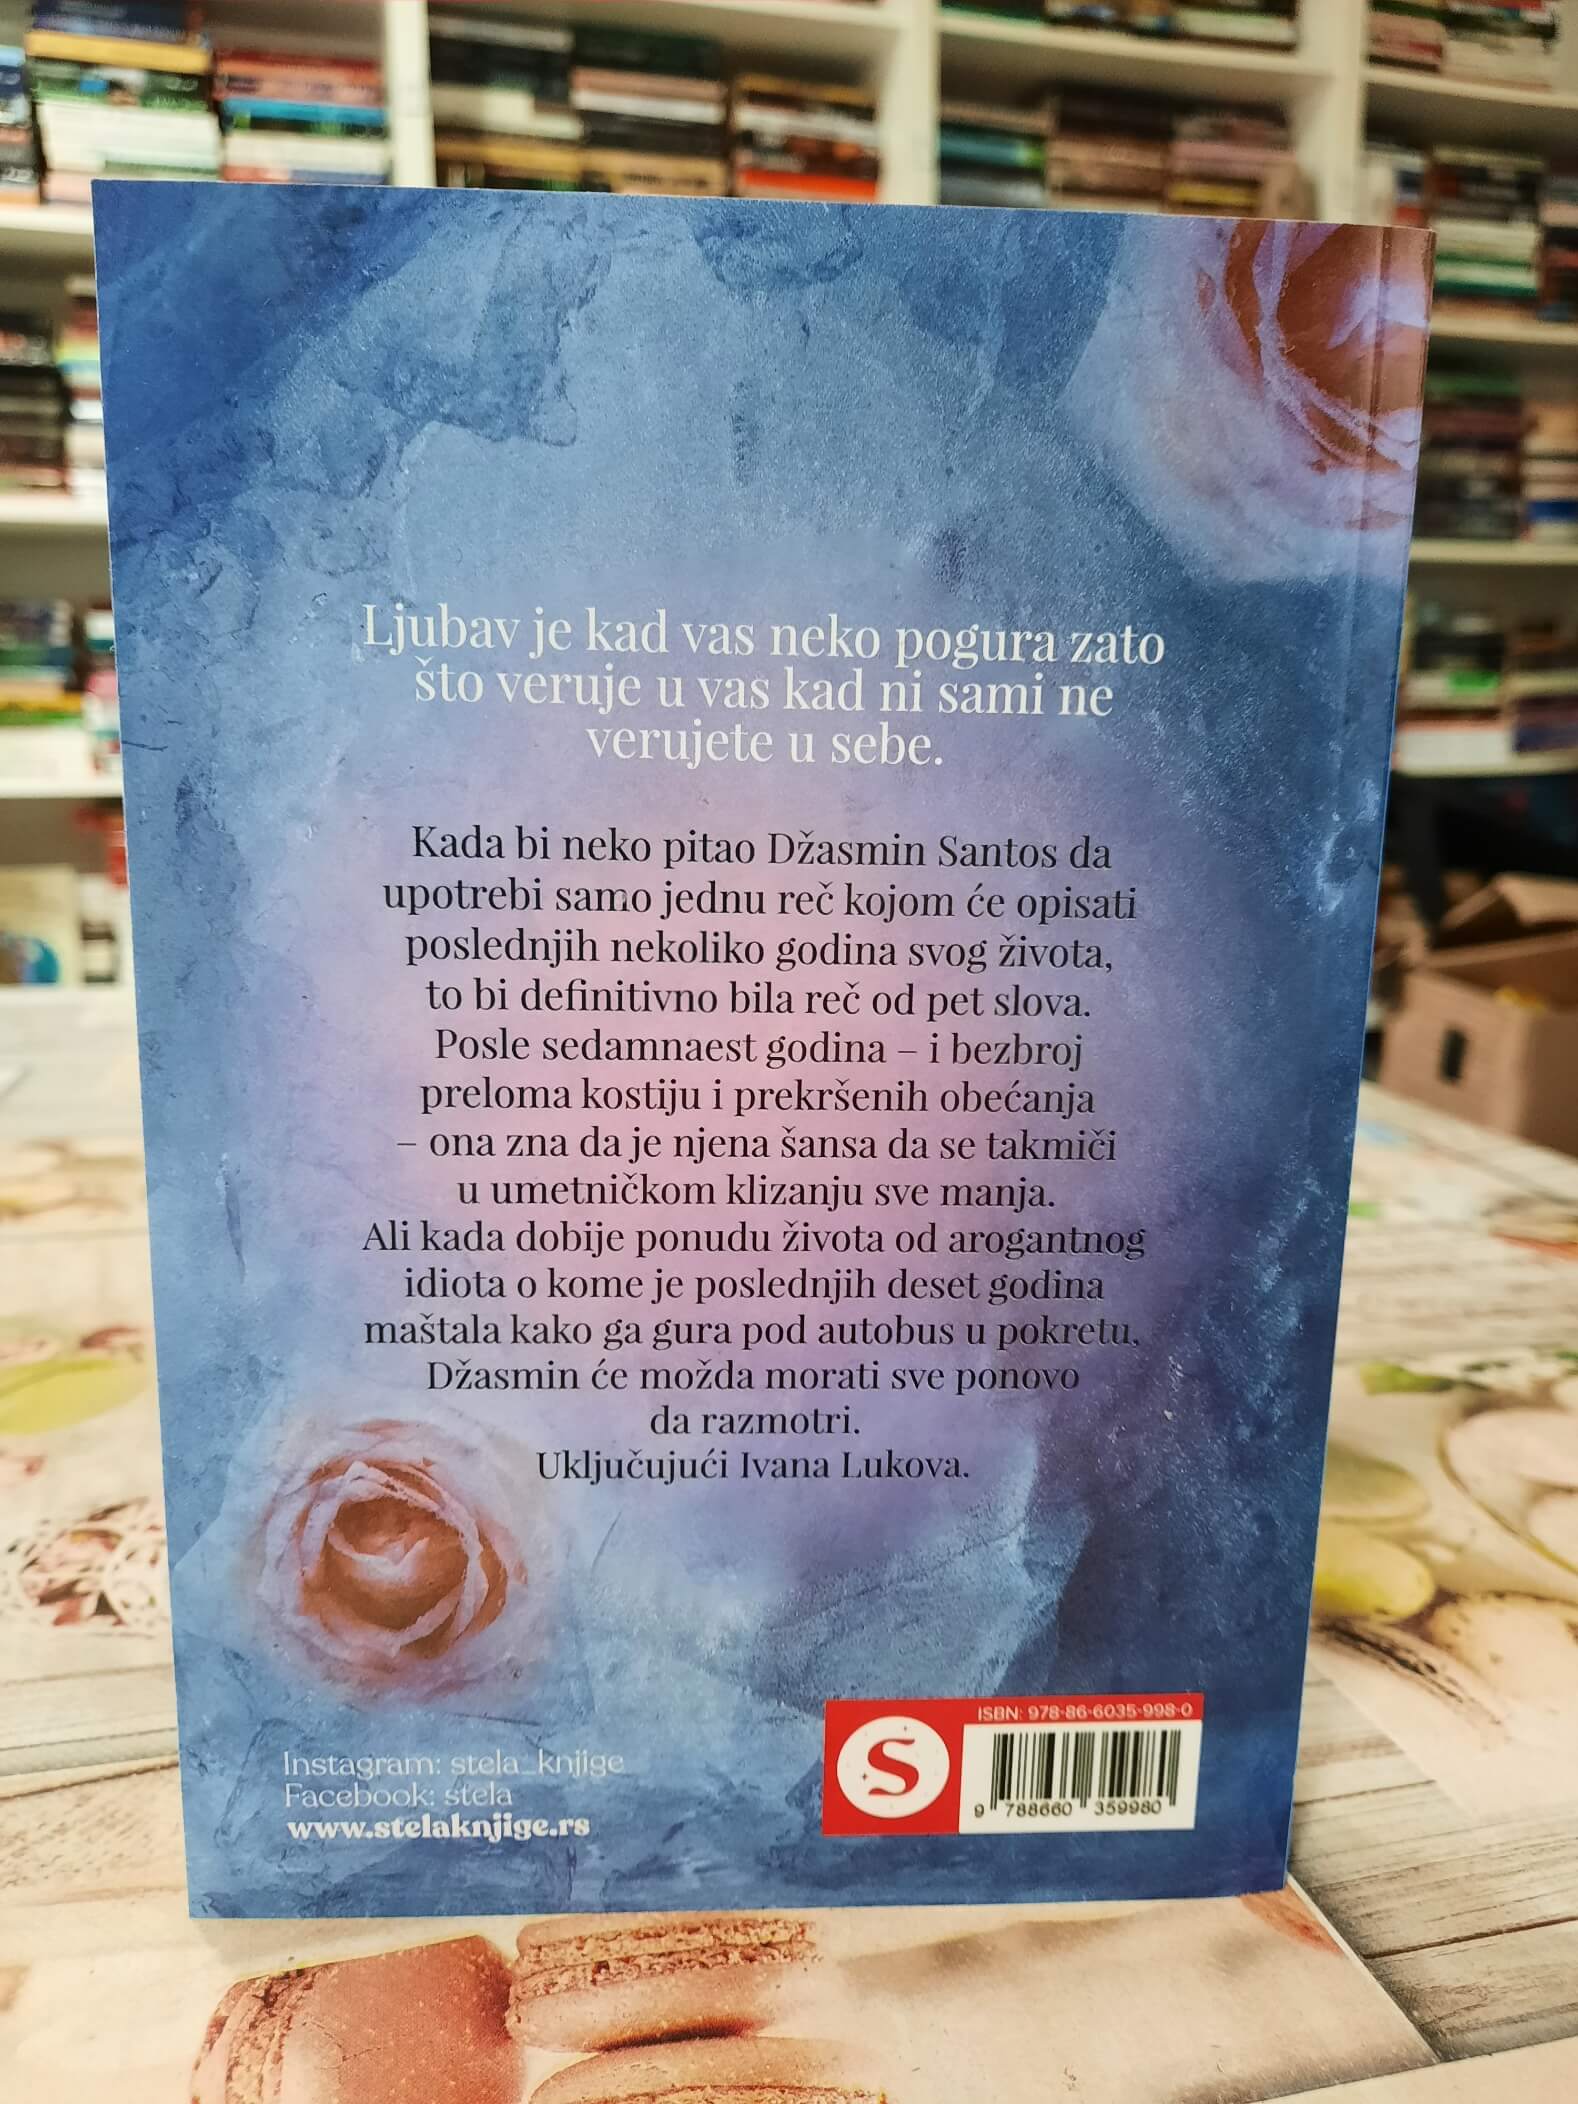 Ljubav je kad vas neko pogura zato
što veruje u vas kad ni sami ne
verujete u sebe.
Kada bi neko pitao Džasmin Santos da
upotrebi samo jednu reč kojom će opisati
poslednjih nekoliko godina svog života,
to bi definitivno bila reč od pet slova.
Posle sedamnaest godina – i bezbroj
preloma kostiju i prekršenih obećanja
– ona zna da je njena šansa da se takmiči
u umetničkom klizanju sve manja.
Ali kada dobije ponudu života od arogantnog
idiota o kome je poslednjih deset godina
maštala kako ga gura pod autobus u pokretu,
Džasmin će možda morati sve ponovo
da razmotri.
Uključujući Ivana Lukova.
Instagram: stela_knjige
Facebook: stela
www.stelaknjige.rs
S
ISBN: 978-86-6035-998-0
9 788660 359980